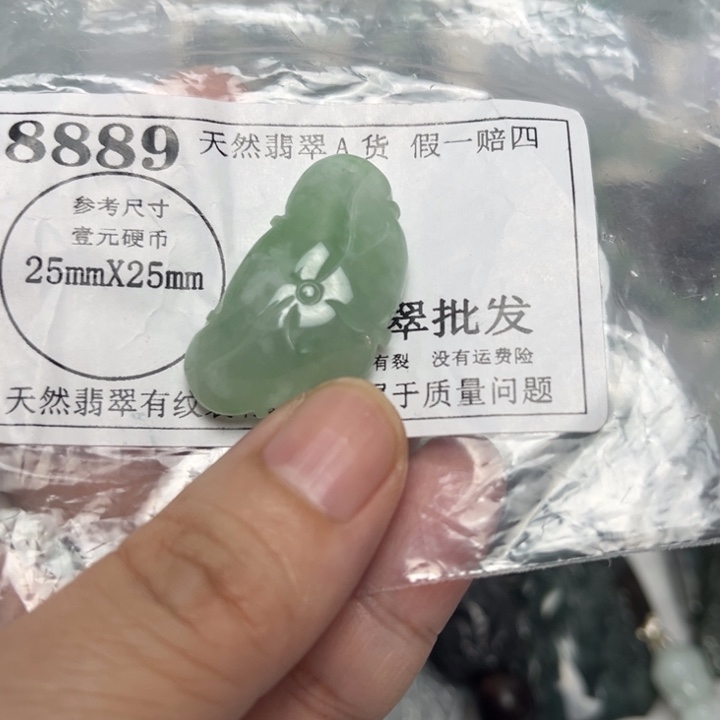 8889 天然翡翠A货 假一赔四
参考尺寸
壹元硬币
25mmX25mm
翠批发
有裂 没有运费险
天然翡翠有纹 于质量问题